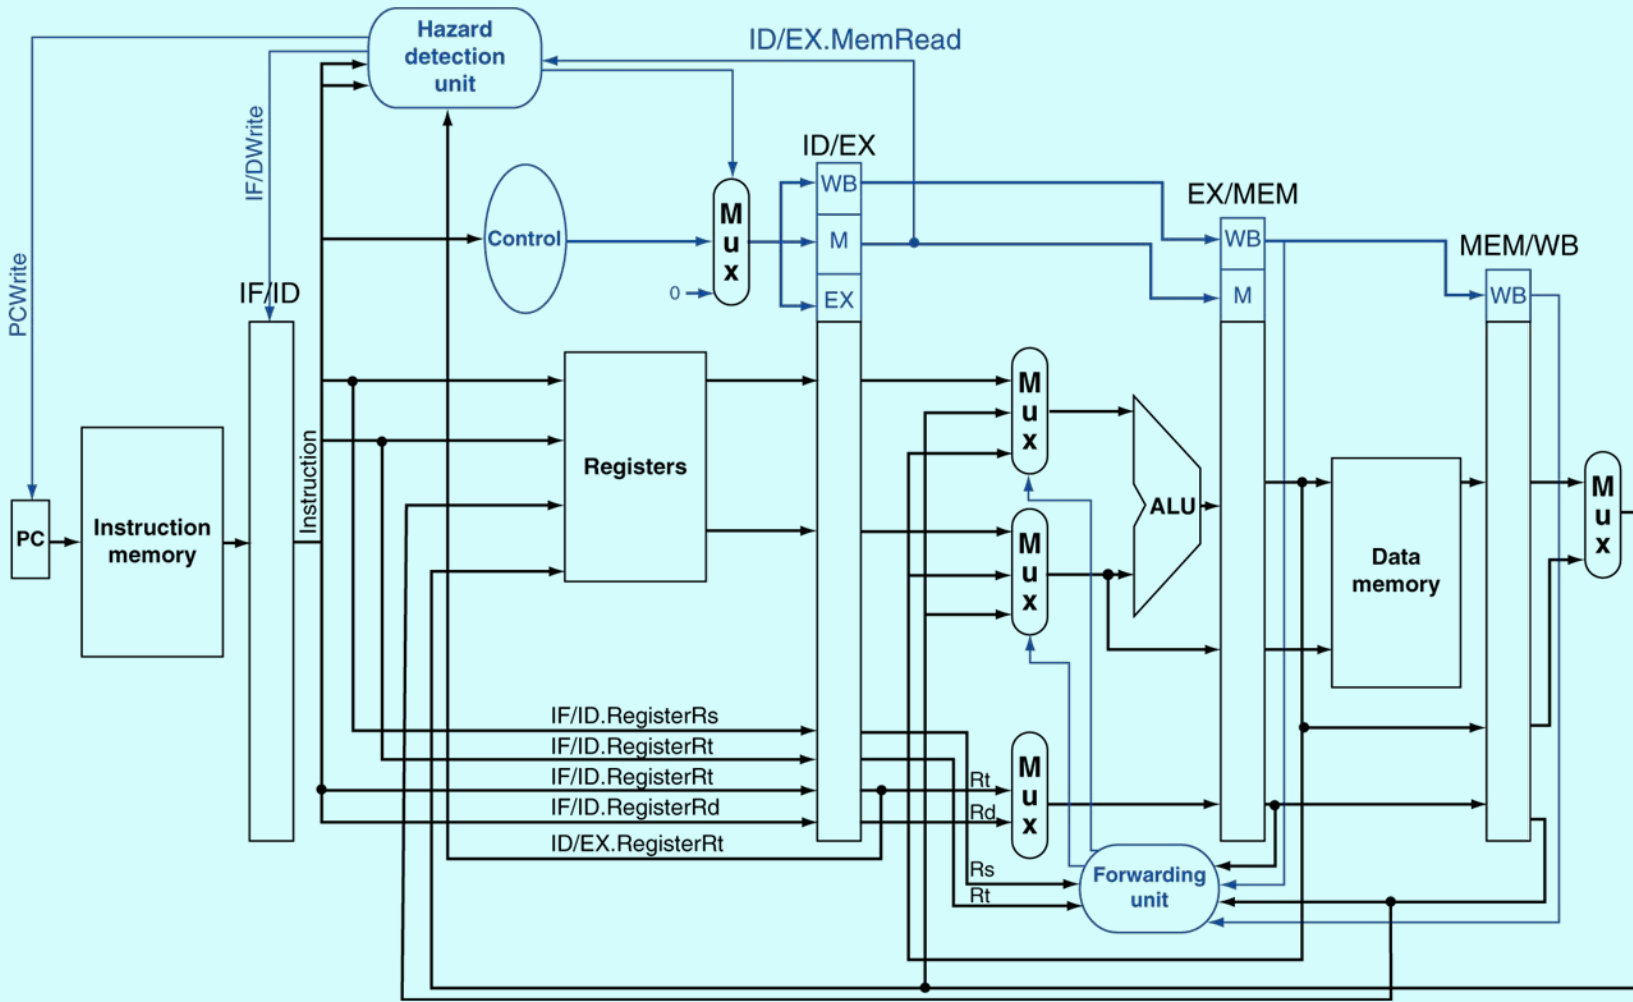 Hazard
detection
unit
ID/EX.MemRead
IF/DWrite
PCWrite
ID/EX
WB
M
EX
Control
M
u
x
0
EX/MEM
WB
M
MEM/WB
WB
IF/ID
Instruction
PC
Instruction
memory
Registers
M
u
x
M
u
x
ALU
Data
memory
M
u
x
IF/ID.RegisterRs
IF/ID.RegisterRt
IF/ID.RegisterRt
IF/ID.RegisterRd
ID/EX.RegisterRt
Rt
Rd
M
u
x
Rs
Rt
Forwarding
unit